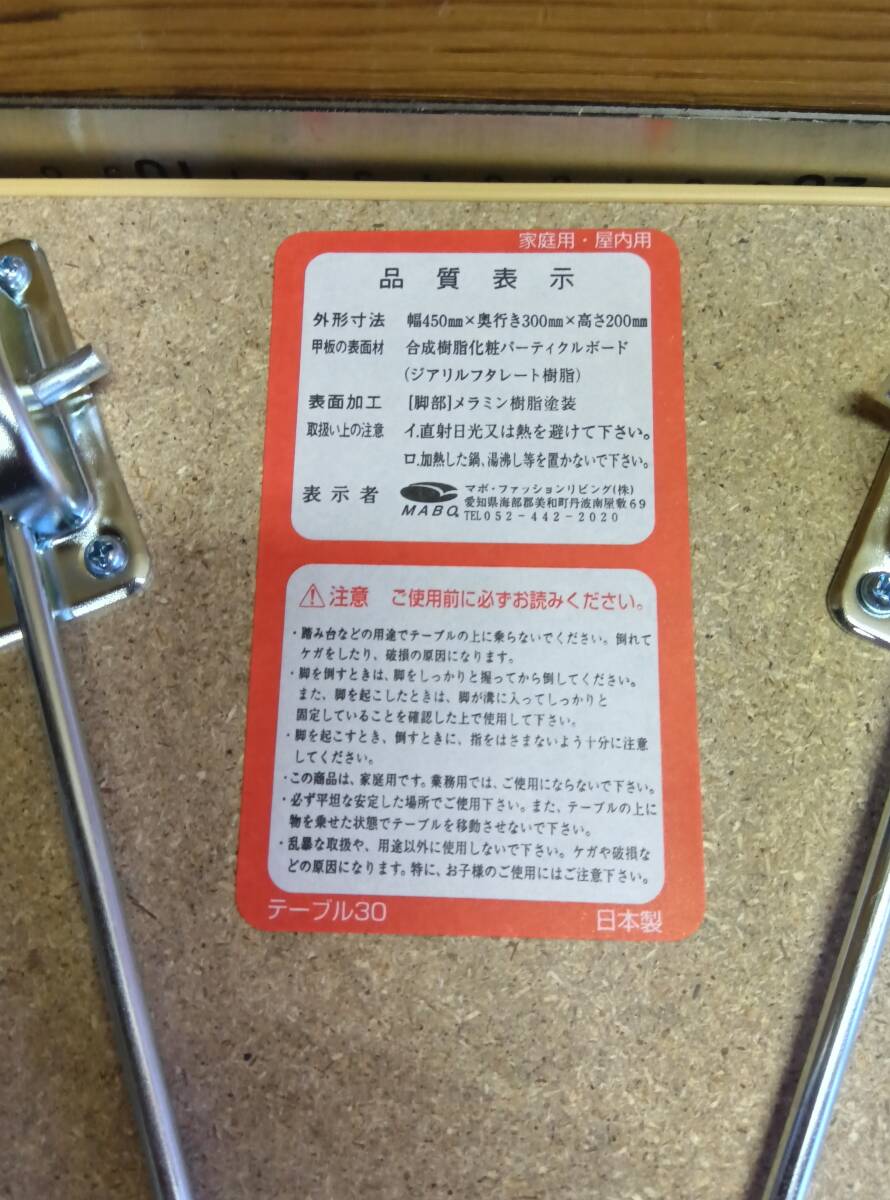 家庭用・屋内用
品質表示
外形寸法 幅450㎜×奥行き300㎜×高さ200㎜
甲板の表面材 合成樹脂化粧パーティクルボード
(ジアリルフタレート樹脂)
表面加工 [脚部]メラミン樹脂塗装
取扱い上の注意 イ.直射日光又は熱を避けて下さい。
ロ.加熱した鍋、湯沸し等を置かないで下さい。
表示者 MABO. マボ・ファッションリビング(株)
愛知県海部郡美和町丹波南屋敷69
TEL052-442-2020
⚠注意 ご使用前に必ずお読みください。
・踏み台などの用途でテーブルの上に乗らないでください。倒れて
ケガをしたり、破損の原因になります。
・脚を倒すときは、脚をしっかりと握ってから倒してください。
また、脚を起こしたときは、脚が溝に入ってしっかりと
固定していることを確認した上で使用して下さい。
・脚を起こすとき、倒すときに、指をはさまないよう十分に注意
してください。
・この商品は、家庭用です。業務用では、ご使用にならないで下さい。
・必ず平坦な安定した場所でご使用下さい。また、テーブルの上に
物を乗せた状態でテーブルを移動させないで下さい。
・乱暴な取扱や、用途以外に使用しないで下さい。ケガや破損な
どの原因になります。特に、お子様のご使用にはご注意下さい。
テーブル30 日本製